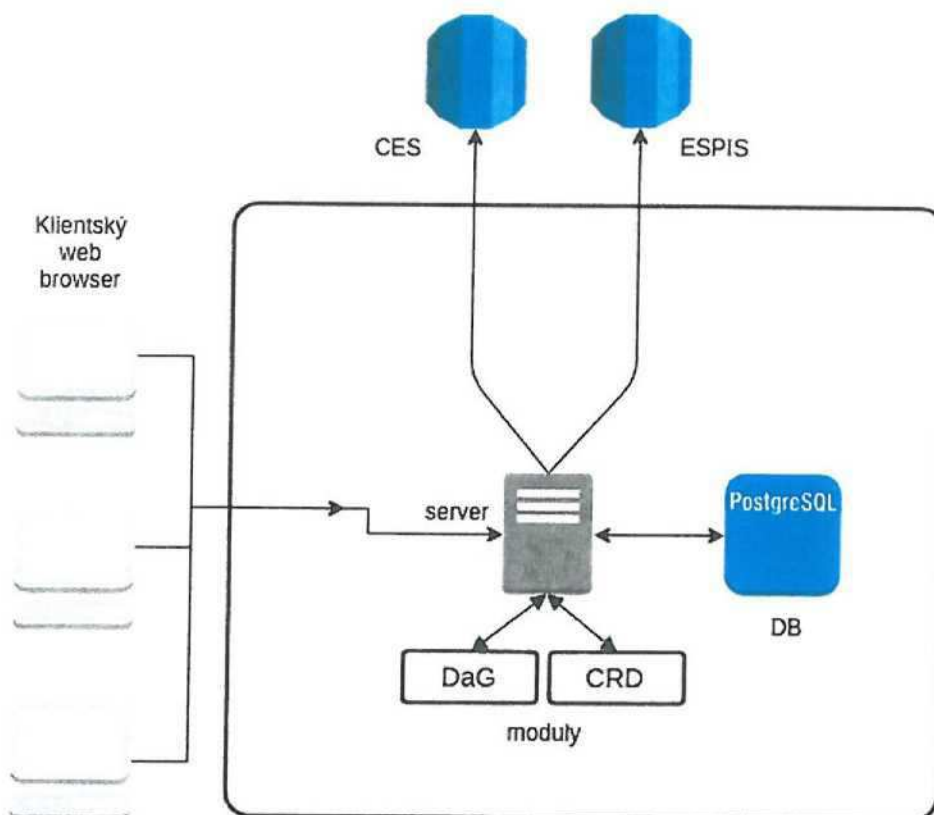 CES
ESPIS
Klientský
web
browser
server
PostgreSQL
DB
DaG
CRD
moduly